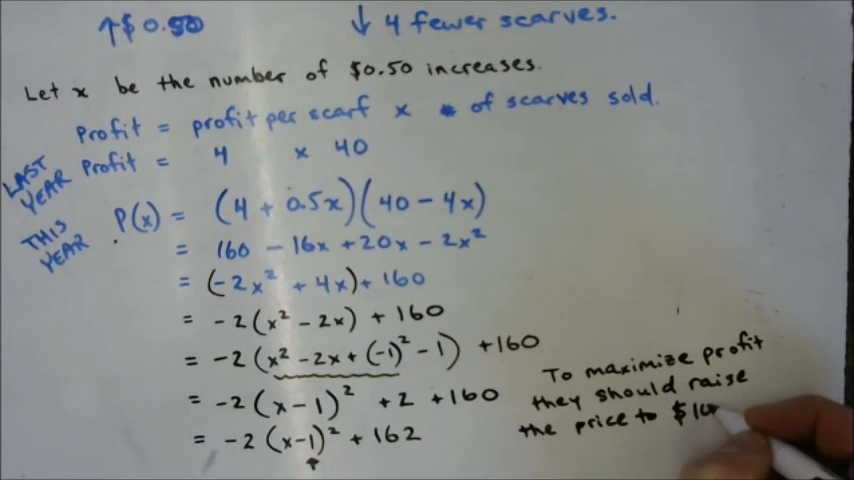 ↑$0.50 ↓ 4 fewer scarves.
Let x be the number of $0.50 increases.
Profit = profit per scarf x # of scarves sold.
LAST YEAR Profit = 4 x 40
THIS YEAR P(x) = (4 + 0.5x)(40 - 4x)
= 160 - 16x + 20x - 2x²
= (-2x² + 4x) + 160
= -2(x² - 2x) + 160
= -2(x² - 2x + (-1)² - 1) + 160
= -2(x - 1)² + 2 + 160
= -2(x-1)² + 162
To maximize profit
they should raise
the price to $10